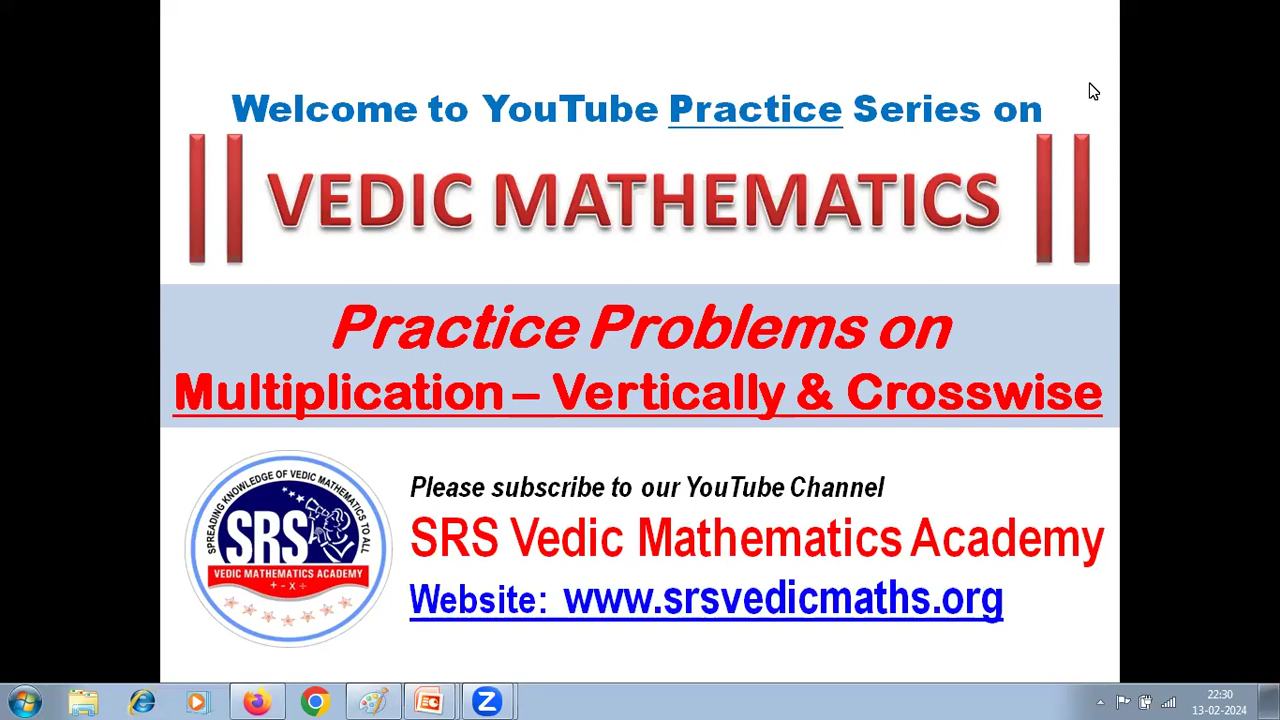 Welcome to YouTube Practice Series on
|| VEDIC MATHEMATICS ||
Practice Problems on
Multiplication – Vertically & Crosswise
SPREADING KNOWLEDGE OF VEDIC MATHEMATICS TO ALL
SRS
VEDIC MATHEMATICS ACADEMY
+ - x ÷
Please subscribe to our YouTube Channel
SRS Vedic Mathematics Academy
Website: www.srsvedicmaths.org
22:30
13-02-2024